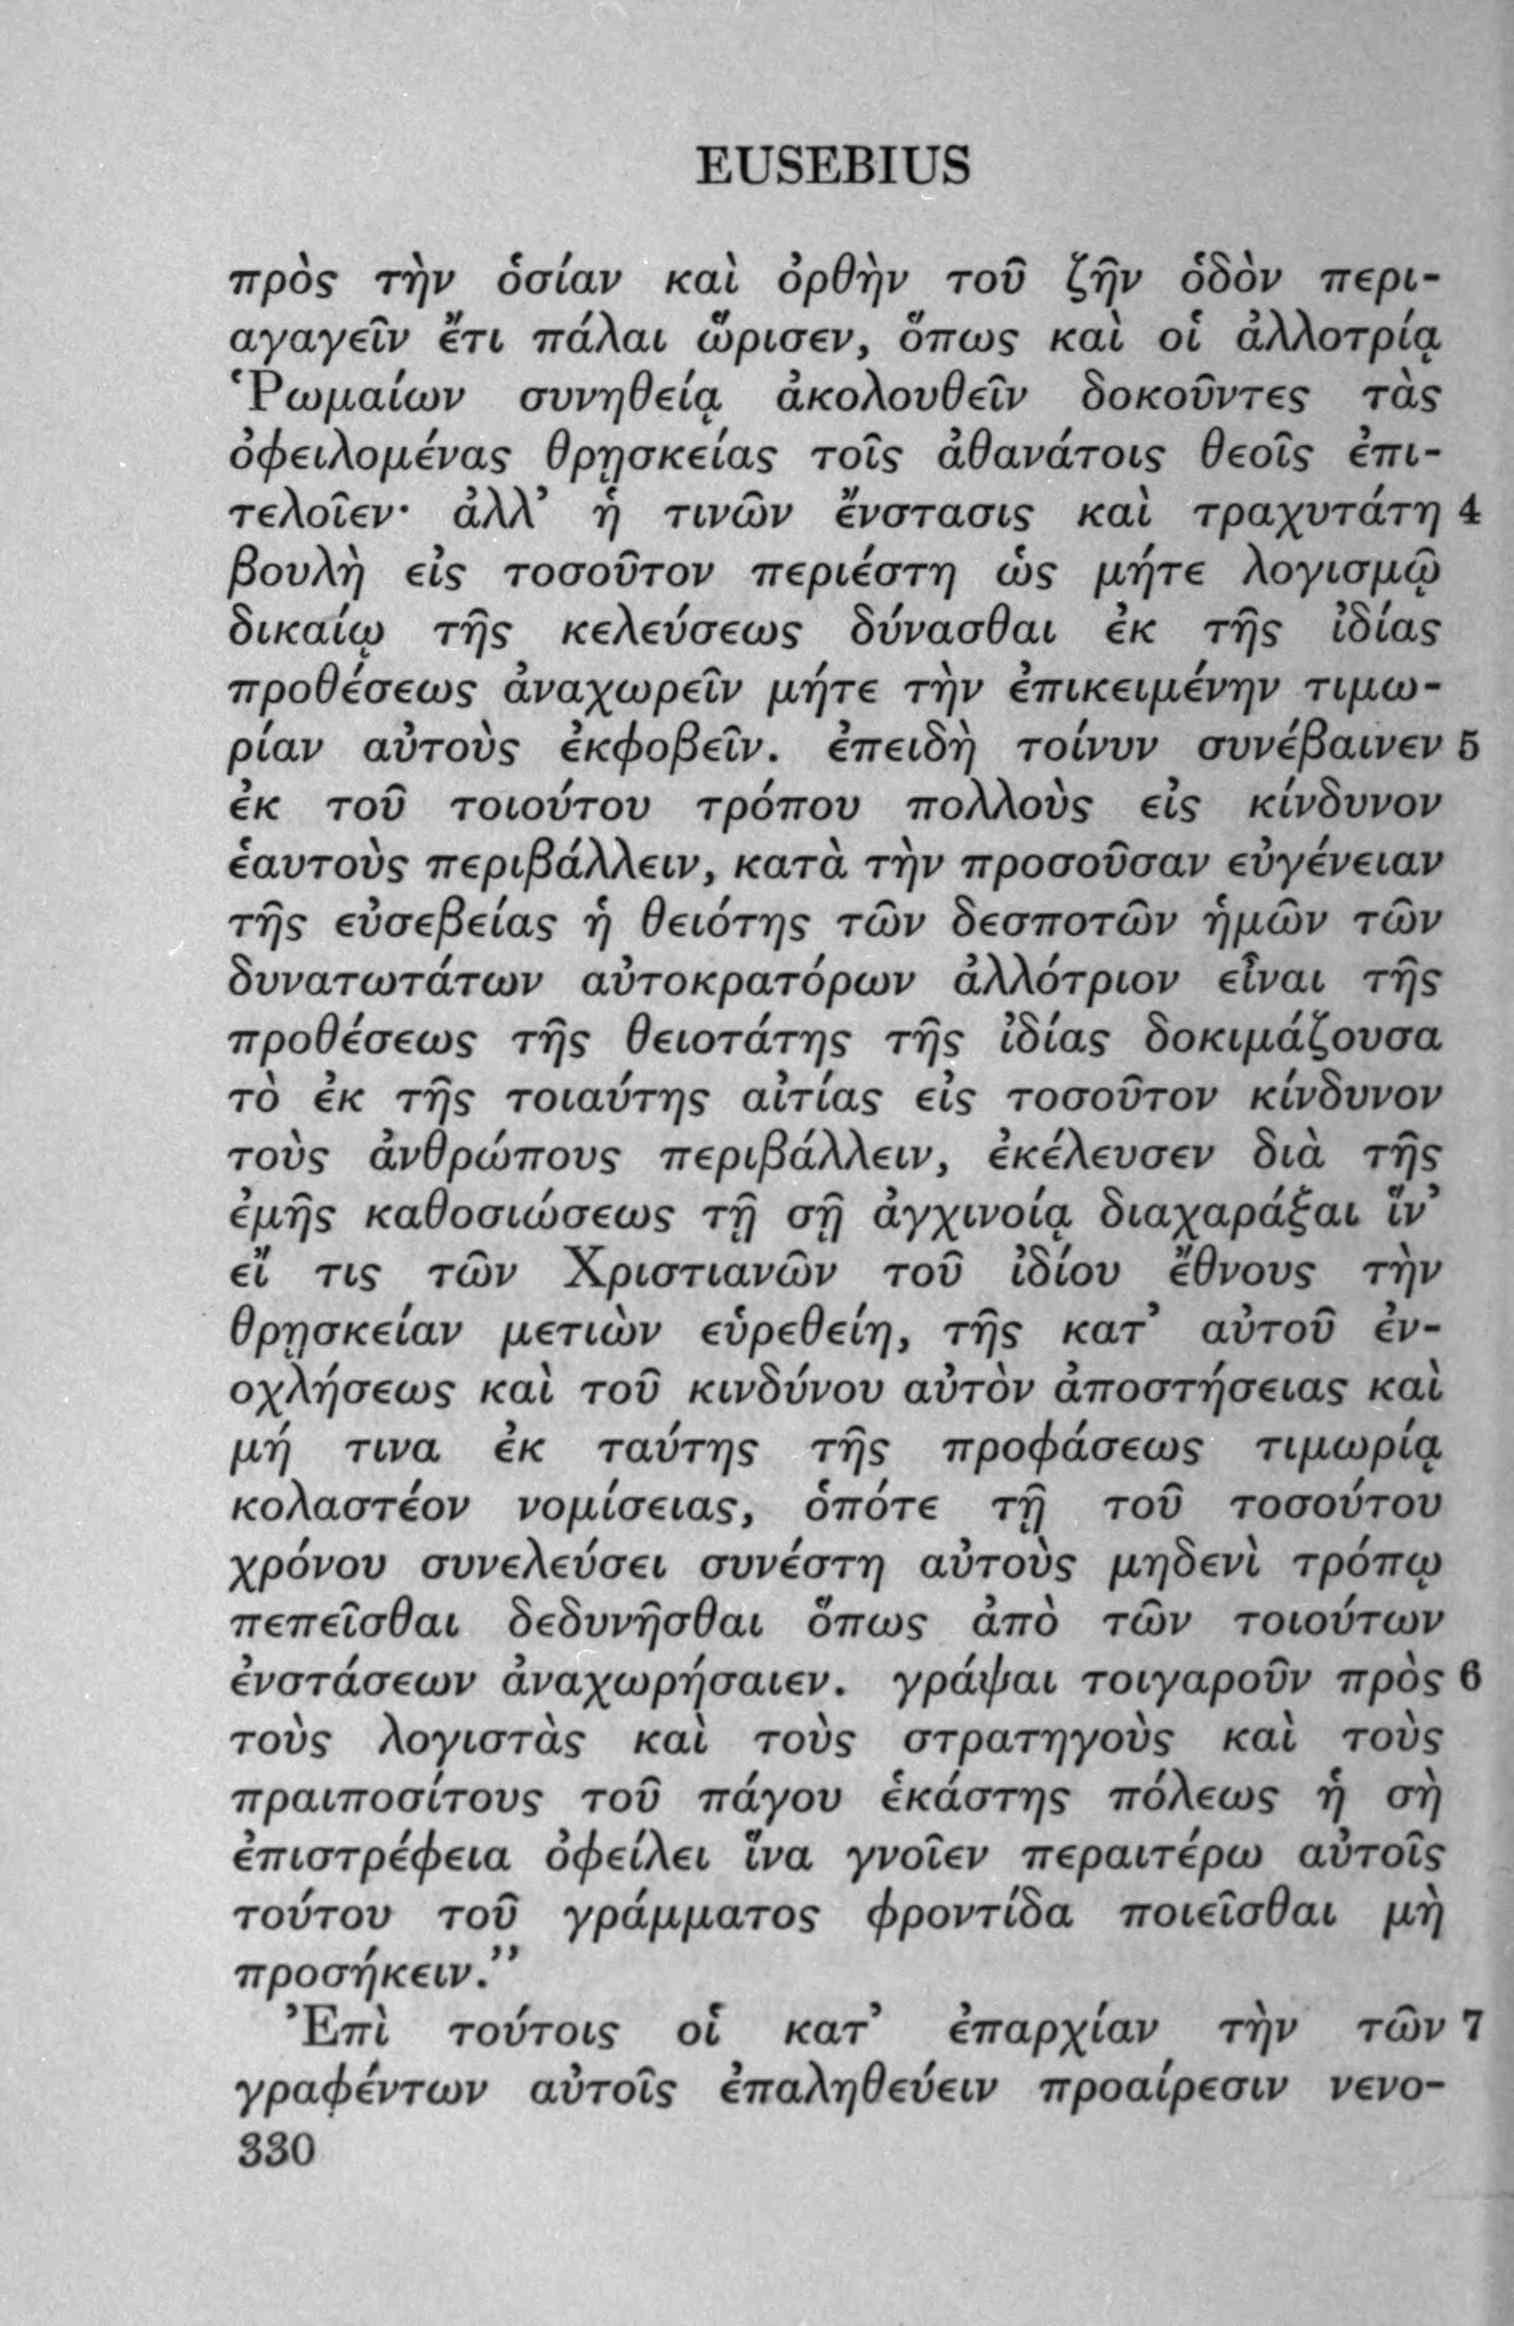 EUSEBIUS
πρὸς τὴν ὁσίαν καὶ ὀρθὴν τοῦ ζῆν ὁδὸν περι-
αγαγεῖν ἔτι πάλαι ὥρισεν, ὅπως καὶ οἱ ἀλλοτρίᾳ
Ῥωμαίων συνηθείᾳ ἀκολουθεῖν δοκοῦντες τὰς
ὀφειλομένας θρῃσκείας τοῖς ἀθανάτοις θεοῖς ἐπι-
τελοῖεν· ἀλλ’ ἡ τινῶν ἔνστασις καὶ τραχυτάτη 4
βουλὴ εἰς τοσοῦτον περιέστη ὡς μήτε λογισμῷ
δικαίῳ τῆς κελεύσεως δύνασθαι ἐκ τῆς ἰδίας
προθέσεως ἀναχωρεῖν μήτε τὴν ἐπικειμένην τιμω-
ρίαν αὐτοὺς ἐκφοβεῖν. ἐπειδὴ τοίνυν συνέβαινεν 5
ἐκ τοῦ τοιούτου τρόπου πολλοὺς εἰς κίνδυνον
ἑαυτοὺς περιβάλλειν, κατὰ τὴν προσοῦσαν εὐγένειαν
τῆς εὐσεβείας ἡ θειότης τῶν δεσποτῶν ἡμῶν τῶν
δυνατωτάτων αὐτοκρατόρων ἀλλότριον εἶναι τῆς
προθέσεως τῆς θειοτάτης τῆς ἰδίας δοκιμάζουσα
τὸ ἐκ τῆς τοιαύτης αἰτίας εἰς τοσοῦτον κίνδυνον
τοὺς ἀνθρώπους περιβάλλειν, ἐκέλευσεν διὰ τῆς
ἐμῆς καθοσιώσεως τῇ σῇ ἀγχινοίᾳ διαχαράξαι ἵν’
εἴ τις τῶν Χριστιανῶν τοῦ ἰδίου ἔθνους τὴν
θρῃσκείαν μετιὼν εὑρεθείη, τῆς κατ’ αὐτοῦ ἐν-
οχλήσεως καὶ τοῦ κινδύνου αὐτὸν ἀποστήσειας καὶ
μή τινα ἐκ ταύτης τῆς προφάσεως τιμωρίᾳ
κολαστέον νομίσειας, ὁπότε τῇ τοῦ τοσούτου
χρόνου συνελεύσει συνέστη αὐτοὺς μηδενὶ τρόπῳ
πεπεῖσθαι δεδυνῆσθαι ὅπως ἀπὸ τῶν τοιούτων
ἐνστάσεων ἀναχωρήσαιεν. γράψαι τοιγαροῦν πρὸς 6
τοὺς λογιστὰς καὶ τοὺς στρατηγοὺς καὶ τοὺς
πραιποσίτους τοῦ πάγου ἑκάστης πόλεως ἡ σὴ
ἐπιστρέφεια ὀφείλει ἵνα γνοῖεν περαιτέρω αὐτοῖς
τούτου τοῦ γράμματος φροντίδα ποιεῖσθαι μὴ
προσήκειν.”
Ἐπὶ τούτοις οἱ κατ’ ἐπαρχίαν τὴν τῶν 7
γραφέντων αὐτοῖς ἐπαληθεύειν προαίρεσιν νενο-
330